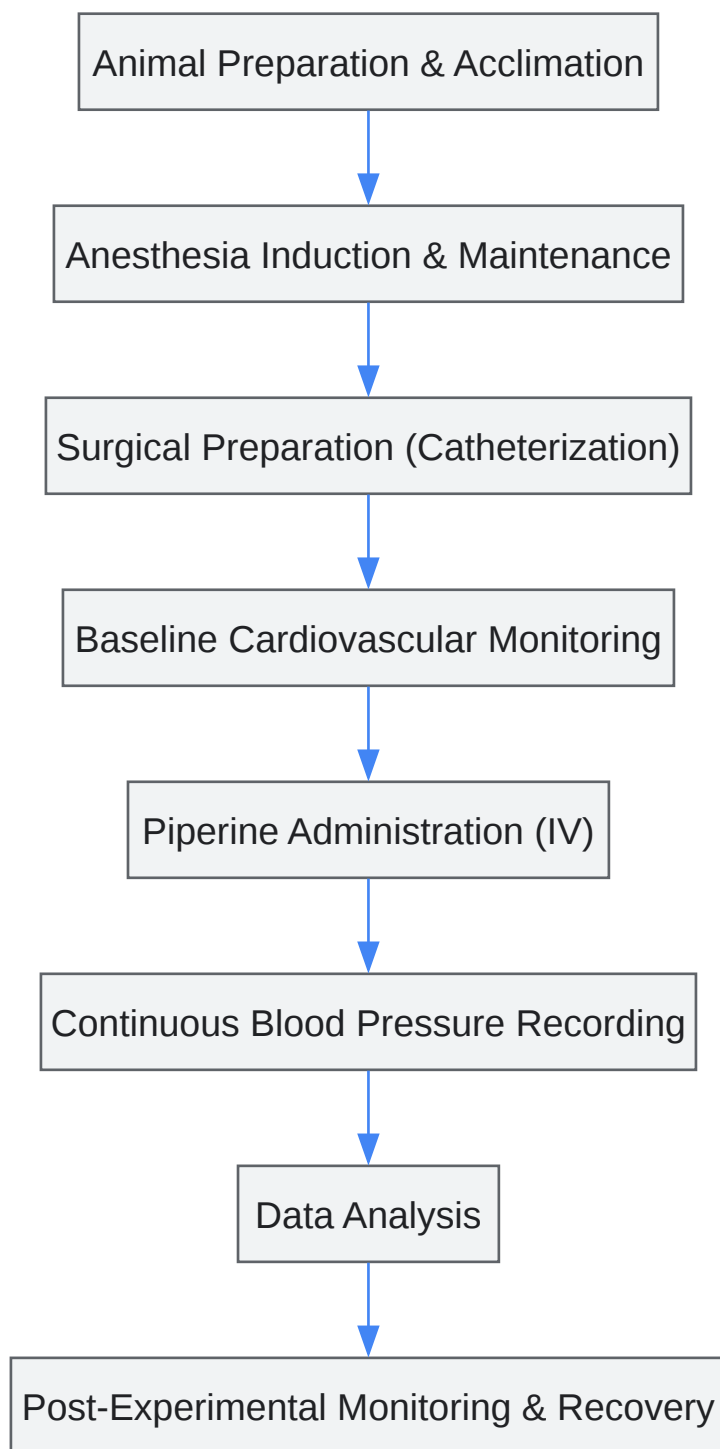 Animal Preparation & Acclimation
Anesthesia Induction & Maintenance
Surgical Preparation (Catheterization)
Baseline Cardiovascular Monitoring
Piperine Administration (IV)
Continuous Blood Pressure Recording
Data Analysis
Post-Experimental Monitoring & Recovery